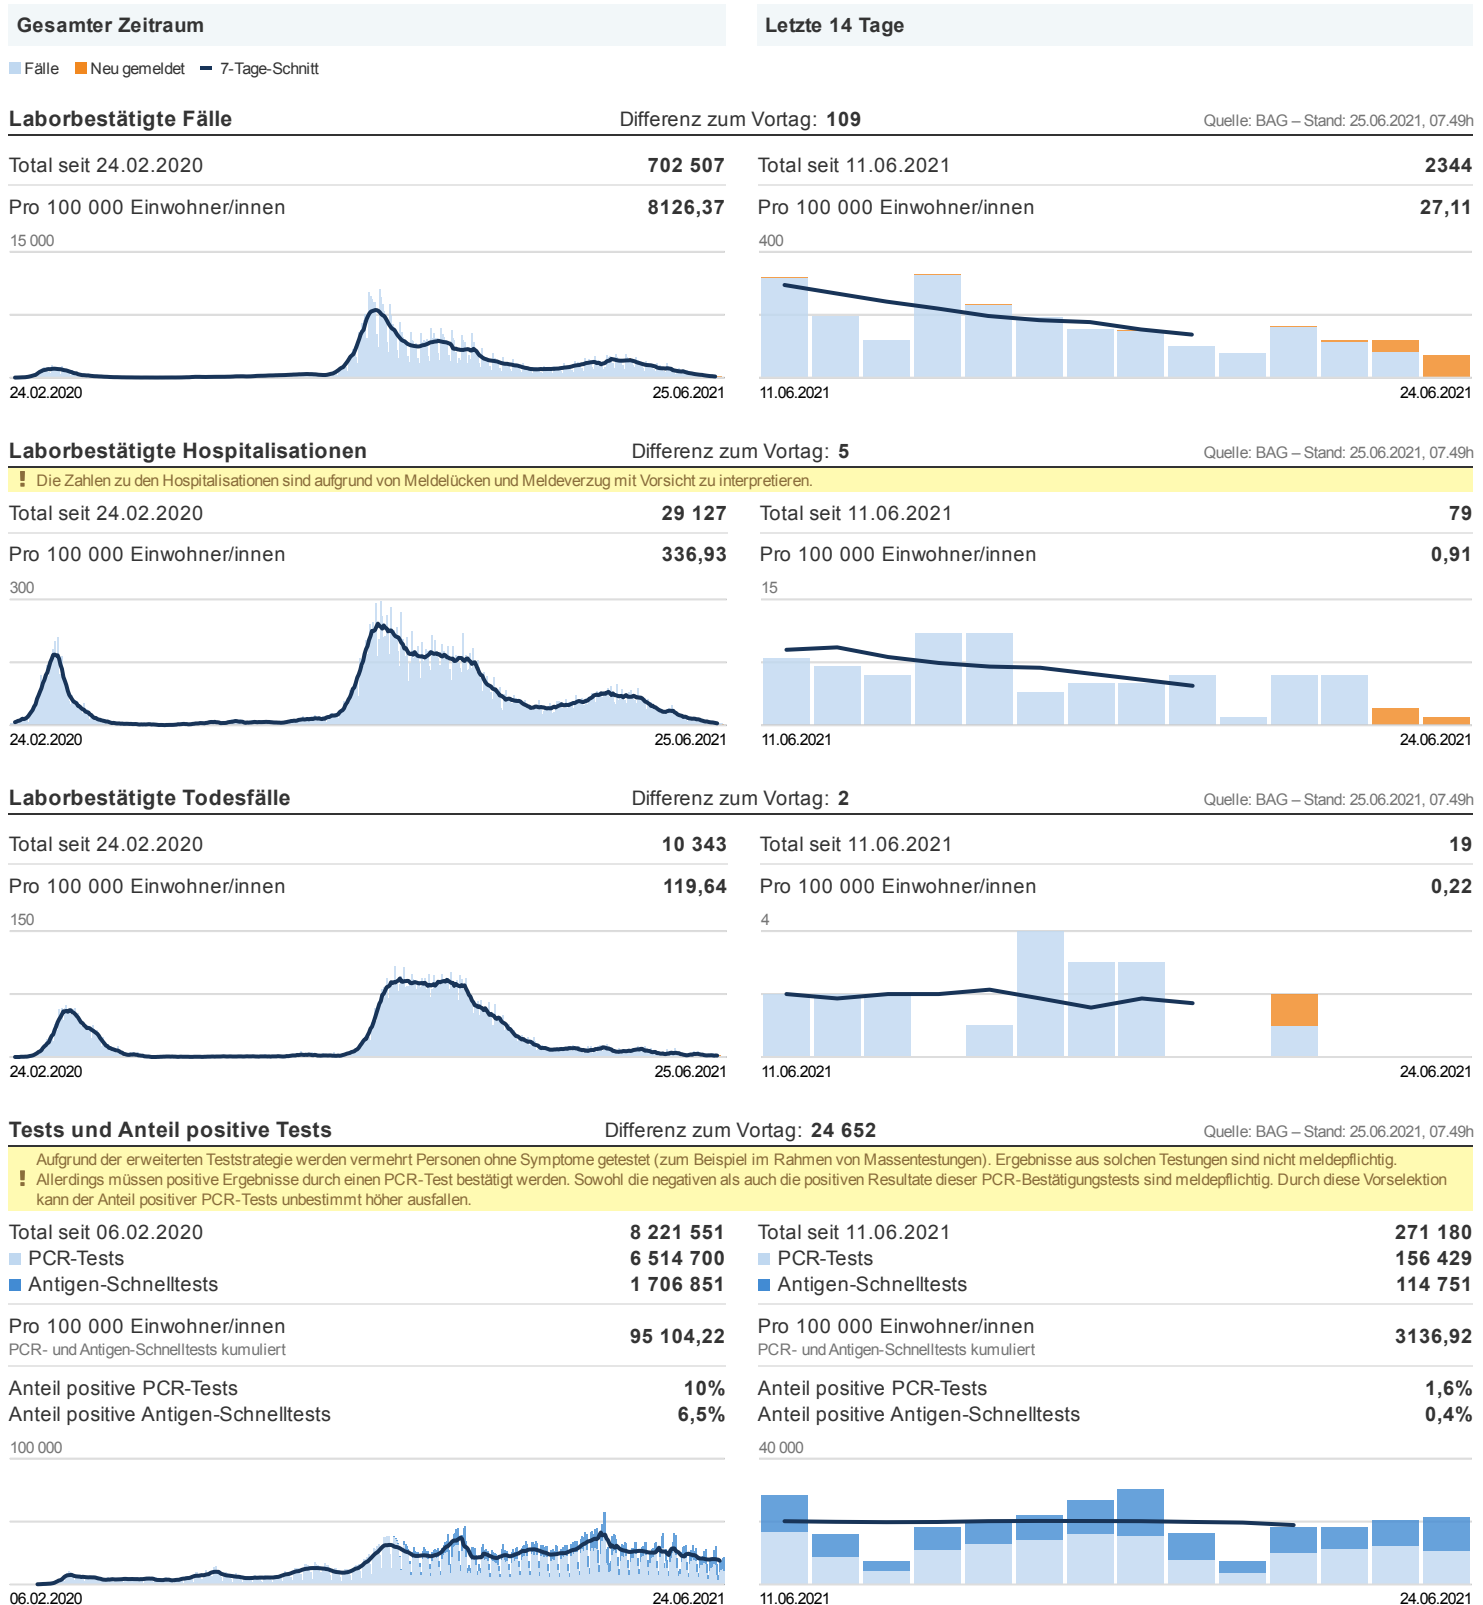 Gesamter Zeitraum
Letzte 14 Tage
Fälle Neu gemeldet 7-Tage-Schnitt
Laborbestätigte Fälle Differenz zum Vortag: 109 Quelle: BAG – Stand: 25.06.2021, 07.49h
Total seit 24.02.2020 702 507
Pro 100 000 Einwohner/innen 8126,37
15 000
24.02.2020 25.06.2021
Total seit 11.06.2021 2344
Pro 100 000 Einwohner/innen 27,11
400
11.06.2021 24.06.2021
Laborbestätigte Hospitalisationen Differenz zum Vortag: 5 Quelle: BAG – Stand: 25.06.2021, 07.49h
! Die Zahlen zu den Hospitalisationen sind aufgrund von Meldelücken und Meldeverzug mit Vorsicht zu interpretieren.
Total seit 24.02.2020 29 127
Pro 100 000 Einwohner/innen 336,93
300
24.02.2020 25.06.2021
Total seit 11.06.2021 79
Pro 100 000 Einwohner/innen 0,91
15
11.06.2021 24.06.2021
Laborbestätigte Todesfälle Differenz zum Vortag: 2 Quelle: BAG – Stand: 25.06.2021, 07.49h
Total seit 24.02.2020 10 343
Pro 100 000 Einwohner/innen 119,64
150
24.02.2020 25.06.2021
Total seit 11.06.2021 19
Pro 100 000 Einwohner/innen 0,22
4
11.06.2021 24.06.2021
Tests und Anteil positive Tests Differenz zum Vortag: 24 652 Quelle: BAG – Stand: 25.06.2021, 07.49h
Aufgrund der erweiterten Teststrategie werden vermehrt Personen ohne Symptome getestet (zum Beispiel im Rahmen von Massentestungen). Ergebnisse aus solchen Testungen sind nicht meldepflichtig.
! Allerdings müssen positive Ergebnisse durch einen PCR-Test bestätigt werden. Sowohl die negativen als auch die positiven Resultate dieser PCR-Bestätigungstests sind meldepflichtig. Durch diese Vorselektion
kann der Anteil positiver PCR-Tests unbestimmt höher ausfallen.
Total seit 06.02.2020 8 221 551
PCR-Tests 6 514 700
Antigen-Schnelltests 1 706 851
Pro 100 000 Einwohner/innen 95 104,22
PCR- und Antigen-Schnelltests kumuliert
Anteil positive PCR-Tests 10%
Anteil positive Antigen-Schnelltests 6,5%
100 000
06.02.2020 24.06.2021
Total seit 11.06.2021 271 180
PCR-Tests 156 429
Antigen-Schnelltests 114 751
Pro 100 000 Einwohner/innen 3136,92
PCR- und Antigen-Schnelltests kumuliert
Anteil positive PCR-Tests 1,6%
Anteil positive Antigen-Schnelltests 0,4%
40 000
11.06.2021 24.06.2021